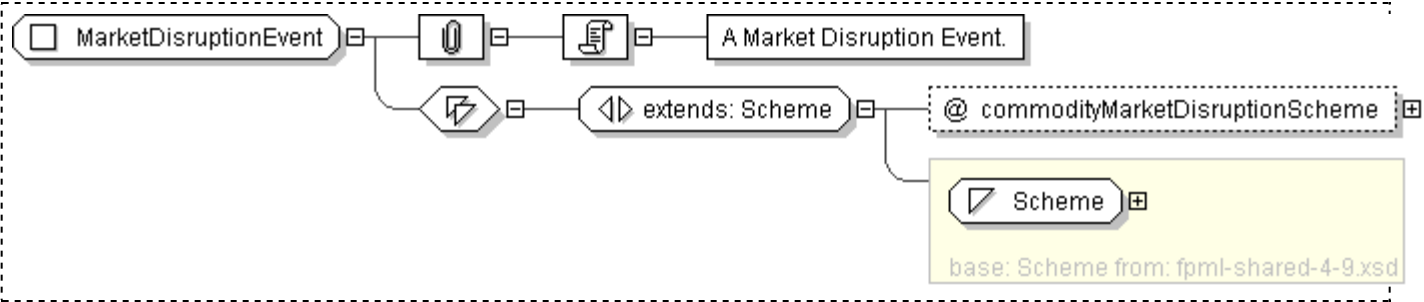 MarketDisruptionEvent
A Market Disruption Event.
extends: Scheme
@ commodityMarketDisruptionScheme
Scheme
base: Scheme from: fpml-shared-4-9.xsd